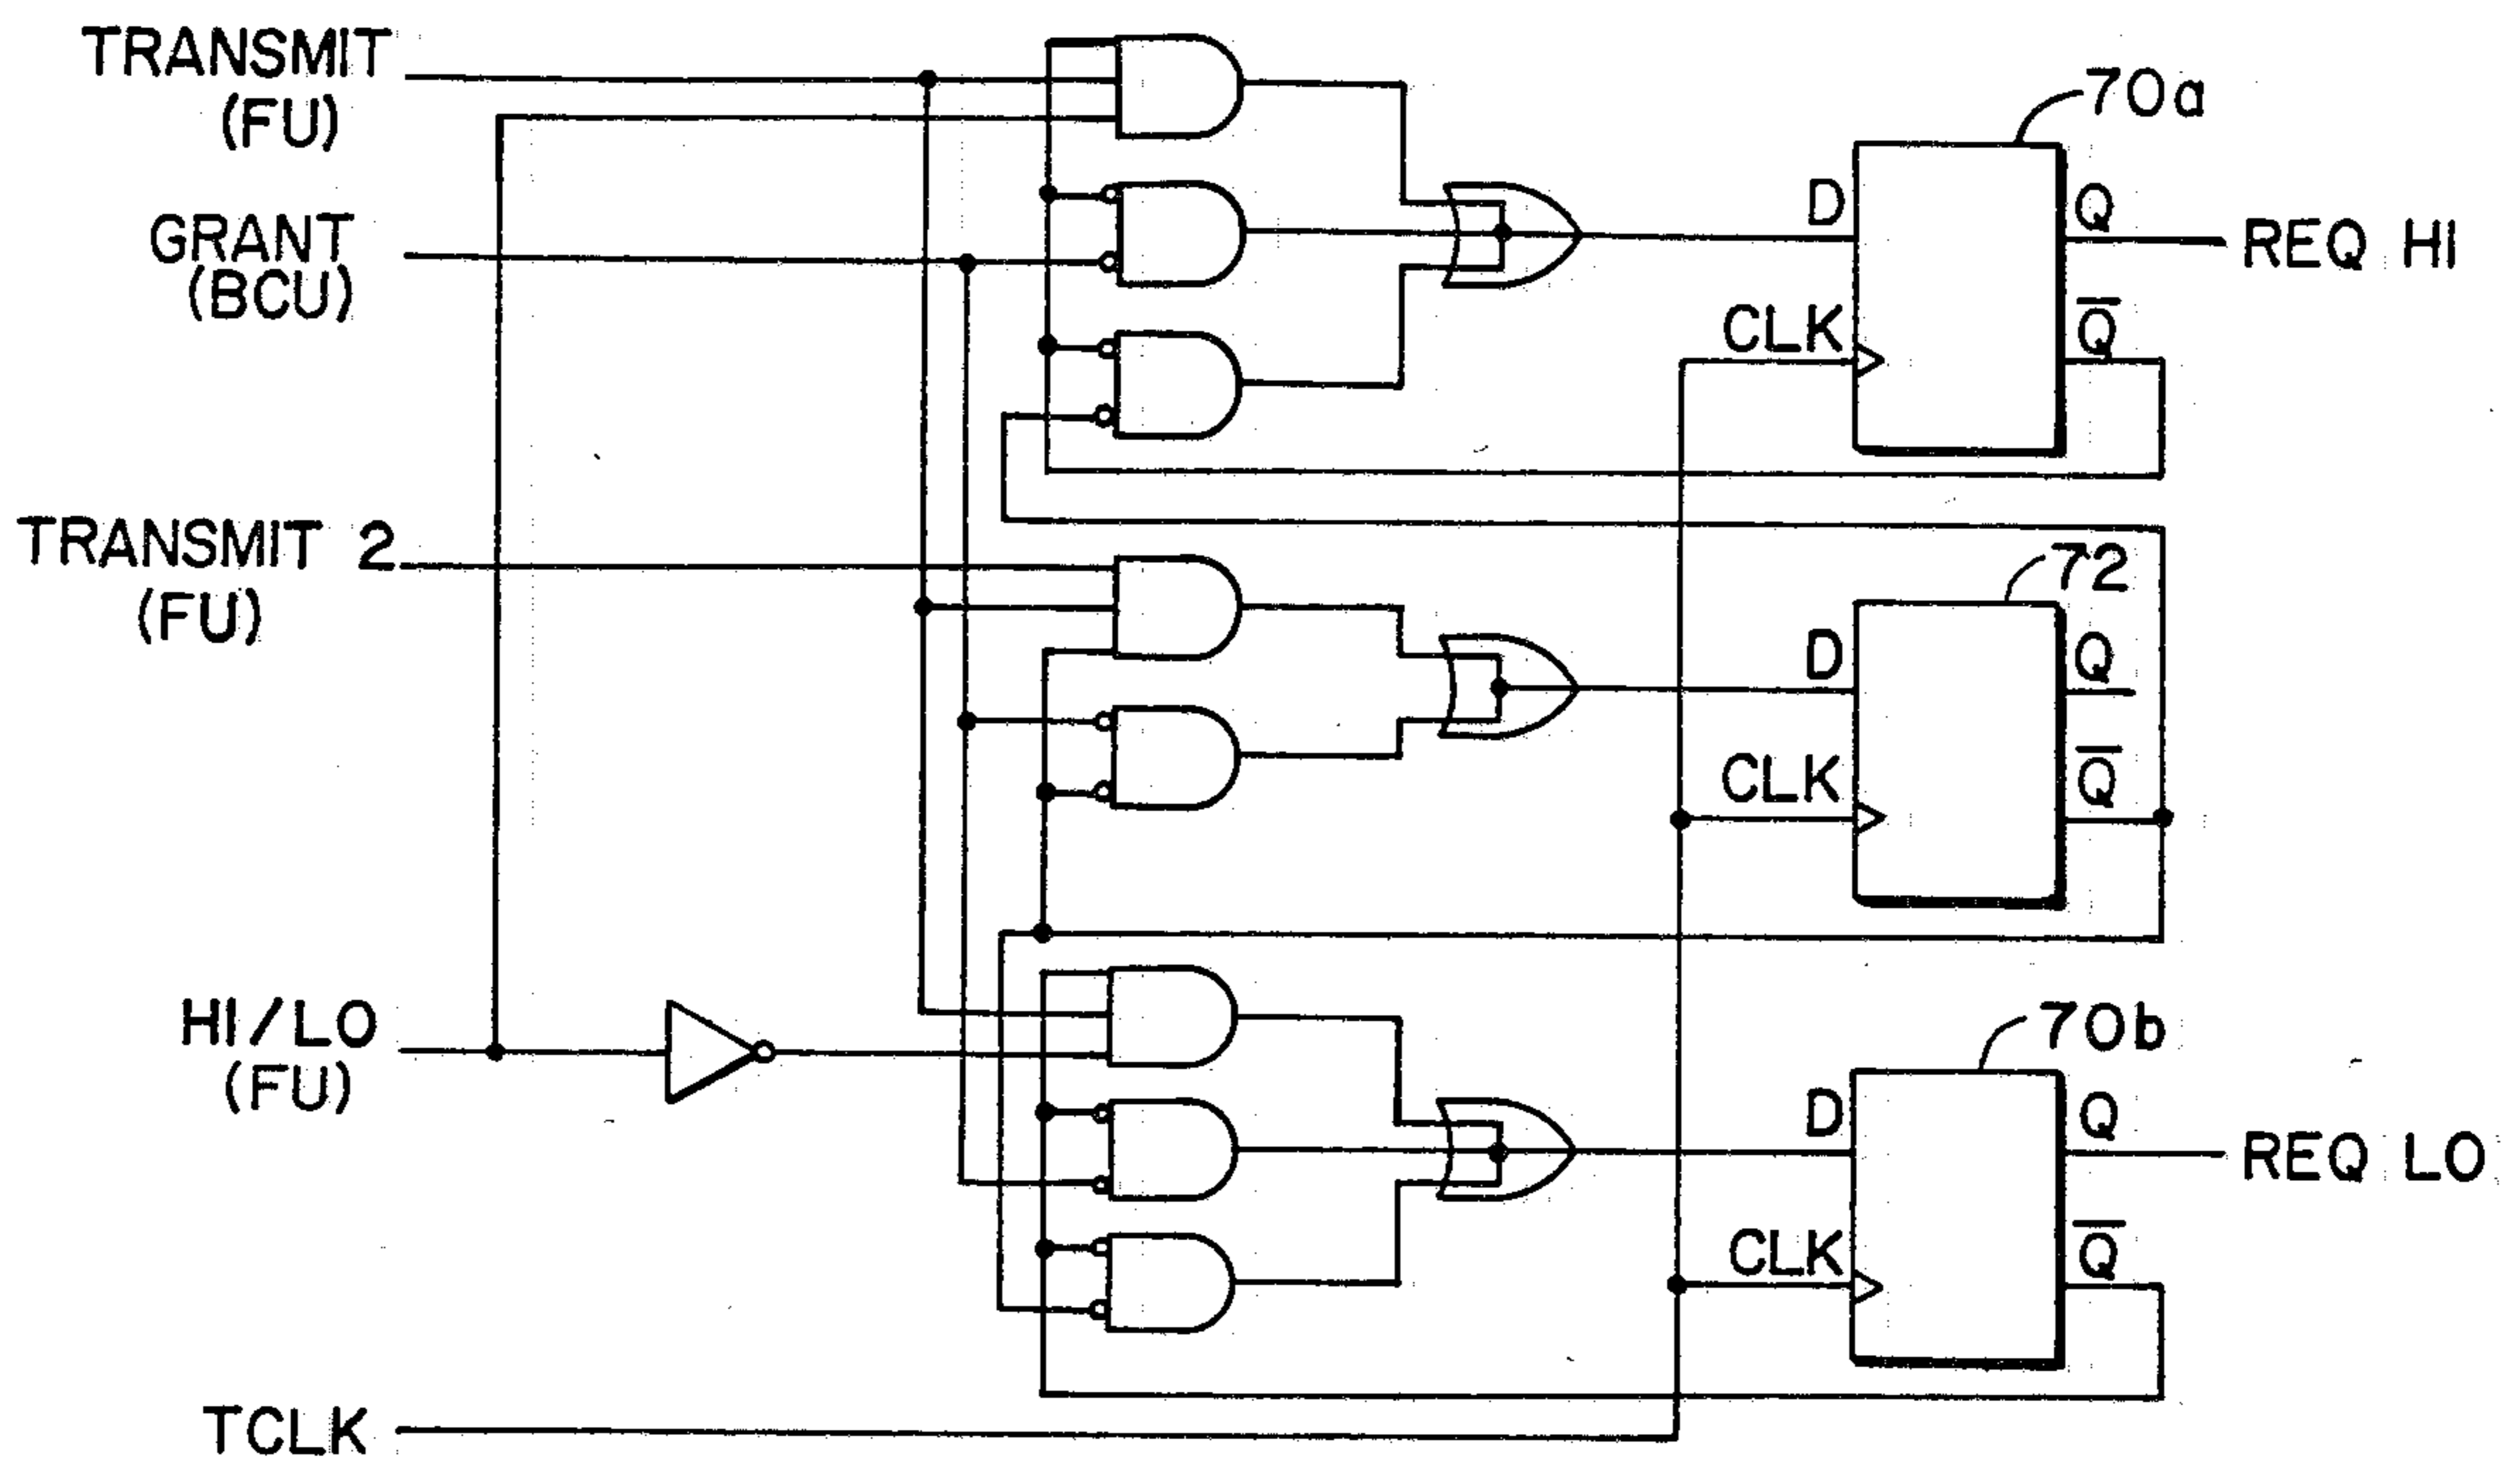 TRANSMIT
(FU)
70a
D
Q
REQ HI
GRANT
(BCU)
CLK
Q̅
TRANSMIT 2
(FU)
72
D
Q
CLK
Q̅
HI/LO
(FU)
70b
D
Q
REQ LO
CLK
Q̅
TCLK